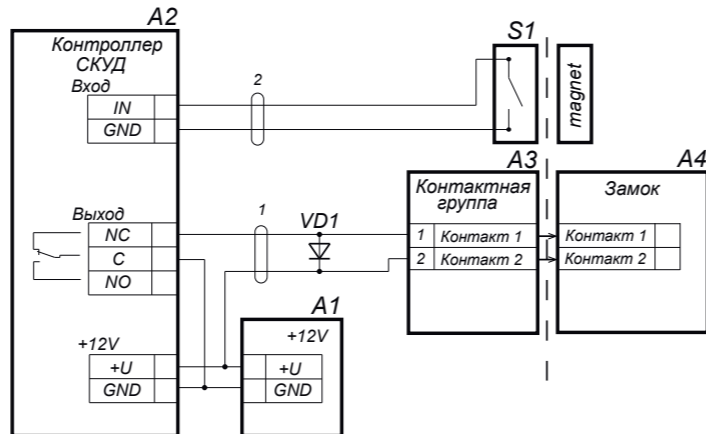 A2
Контроллер
СКУД
Вход
IN
GND
2
S1
magnet
A3
Контактная
группа
1 Контакт 1
2 Контакт 2
A4
Замок
Контакт 1
Контакт 2
Выход
NC
C
NO
1
VD1
A1
+12V
+U
GND
+12V
+U
GND